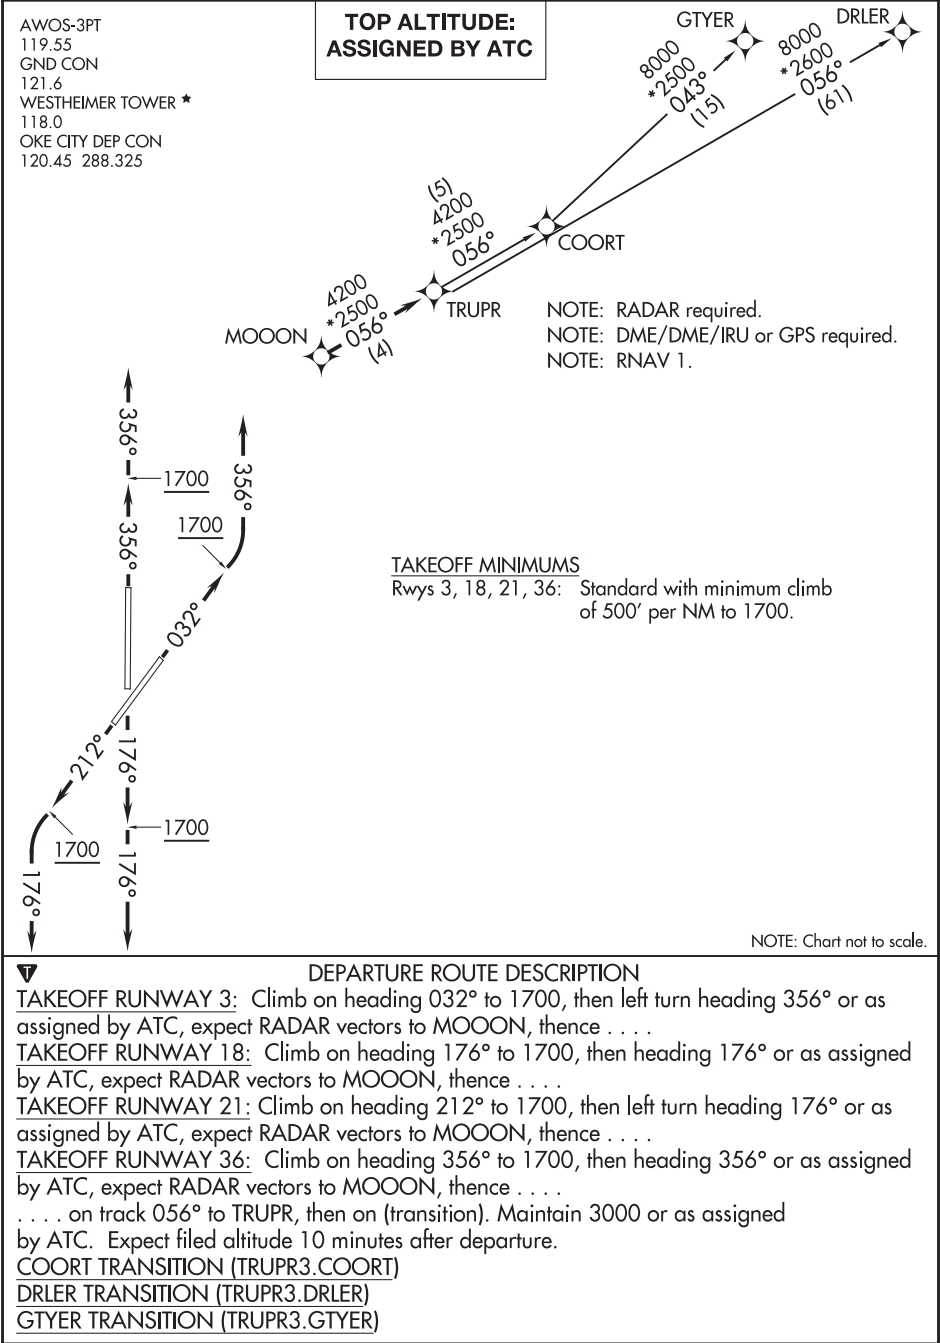 AWOS-3PT
119.55
GND CON
121.6
WESTHEIMER TOWER ★
118.0
OKE CITY DEP CON
120.45 288.325
TOP ALTITUDE:
ASSIGNED BY ATC
GTYER
DRLER
8000
*2500
043°
(15)
8000
*2600
056°
(61)
(5)
4200
*2500
056°
COORT
4200
*2500
056°
(4)
TRUPR
MOOON
NOTE: RADAR required.
NOTE: DME/DME/IRU or GPS required.
NOTE: RNAV 1.
356°
1700
356°
356°
1700
032°
TAKEOFF MINIMUMS
Rwys 3, 18, 21, 36: Standard with minimum climb
of 500' per NM to 1700.
212°
176°
1700
1700
176°
176°
NOTE: Chart not to scale.
T
DEPARTURE ROUTE DESCRIPTION
TAKEOFF RUNWAY 3: Climb on heading 032° to 1700, then left turn heading 356° or as
assigned by ATC, expect RADAR vectors to MOOON, thence . . . .
TAKEOFF RUNWAY 18: Climb on heading 176° to 1700, then heading 176° or as assigned
by ATC, expect RADAR vectors to MOOON, thence . . . .
TAKEOFF RUNWAY 21: Climb on heading 212° to 1700, then left turn heading 176° or as
assigned by ATC, expect RADAR vectors to MOOON, thence . . . .
TAKEOFF RUNWAY 36: Climb on heading 356° to 1700, then heading 356° or as assigned
by ATC, expect RADAR vectors to MOOON, thence . . . .
. . . . on track 056° to TRUPR, then on (transition). Maintain 3000 or as assigned
by ATC. Expect filed altitude 10 minutes after departure.
COORT TRANSITION (TRUPR3.COORT)
DRLER TRANSITION (TRUPR3.DRLER)
GTYER TRANSITION (TRUPR3.GTYER)